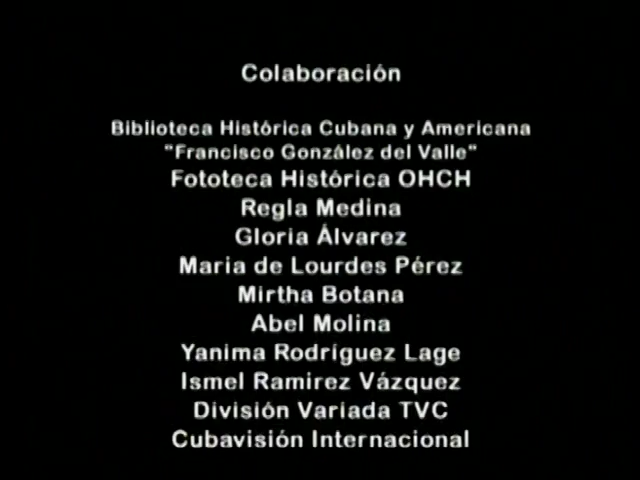 Colaboración
Biblioteca Histórica Cubana y Americana
"Francisco González del Valle"
Fototeca Histórica OHCH
Regla Medina
Gloria Álvarez
Maria de Lourdes Pérez
Mirtha Botana
Abel Molina
Yanima Rodríguez Lage
Ismel Ramirez Vázquez
División Variada TVC
Cubavisión Internacional